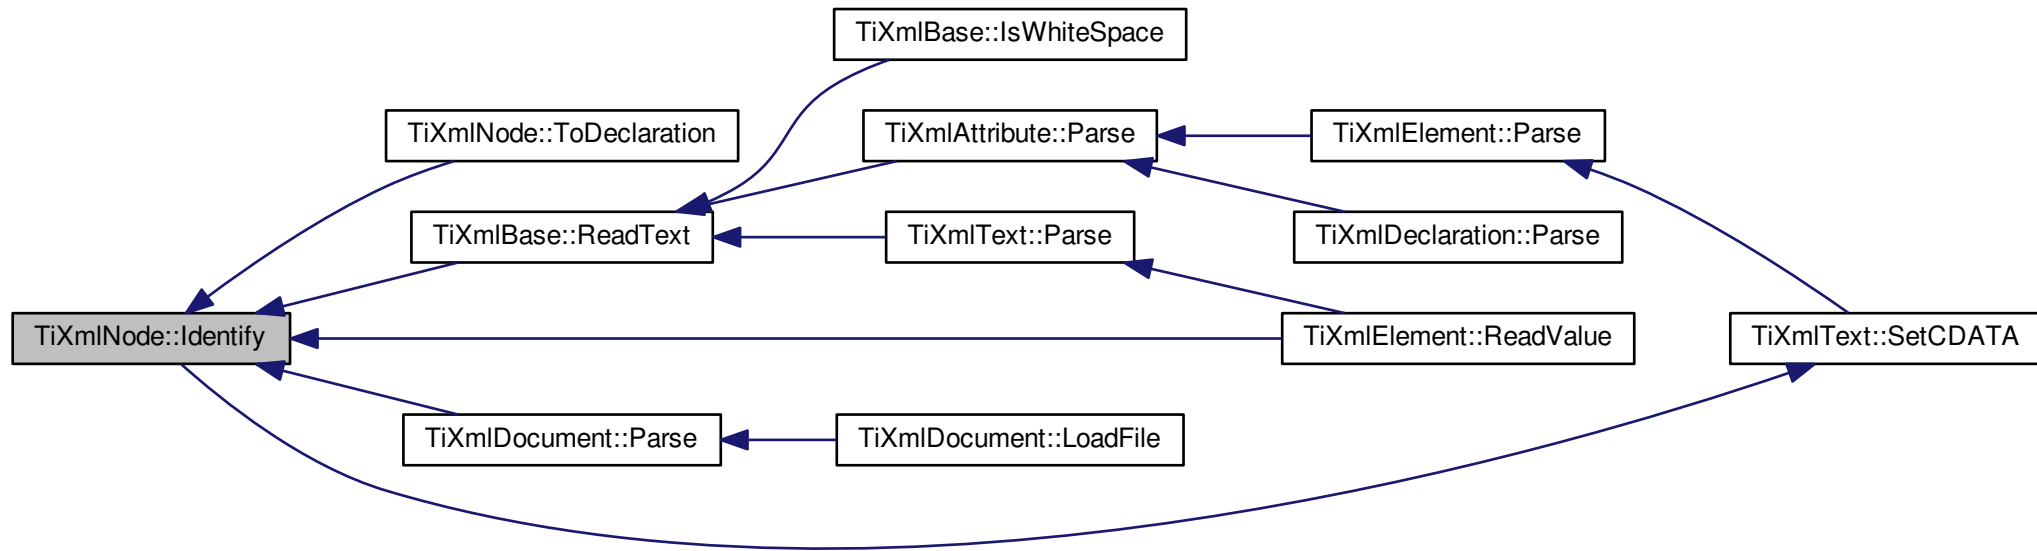 TiXmlBase::IsWhiteSpace
TiXmlNode::ToDeclaration
TiXmlAttribute::Parse
TiXmlElement::Parse
TiXmlBase::ReadText
TiXmlText::Parse
TiXmlDeclaration::Parse
TiXmlNode::Identify
TiXmlElement::ReadValue
TiXmlText::SetCDATA
TiXmlDocument::Parse
TiXmlDocument::LoadFile